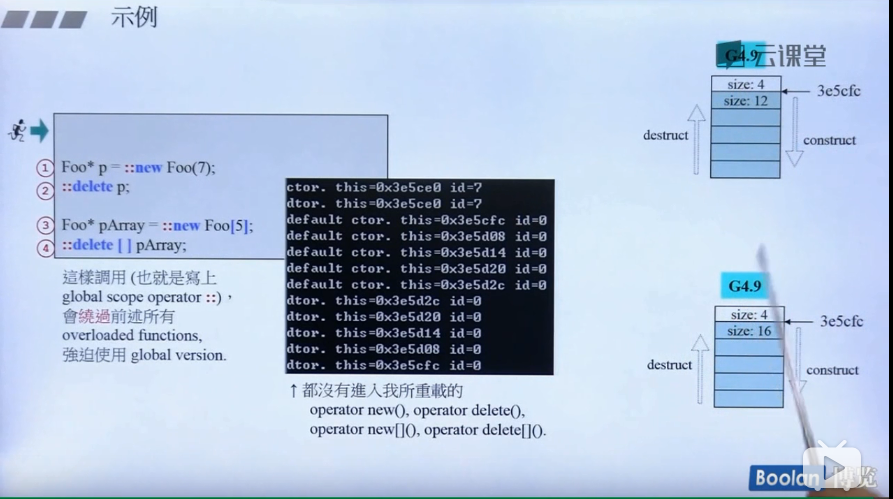 示例
① Foo* p = ::new Foo(7);
② ::delete p;
③ Foo* pArray = ::new Foo[5];
④ ::delete [ ] pArray;
這樣調用 (也就是寫上
global scope operator ::)，
會繞過前述所有
overloaded functions,
強迫使用 global version.
ctor. this=0x3e5ce0 id=7
dtor. this=0x3e5ce0 id=7
default ctor. this=0x3e5cfc id=0
default ctor. this=0x3e5d08 id=0
default ctor. this=0x3e5d14 id=0
default ctor. this=0x3e5d20 id=0
default ctor. this=0x3e5d2c id=0
dtor. this=0x3e5d2c id=0
dtor. this=0x3e5d20 id=0
dtor. this=0x3e5d14 id=0
dtor. this=0x3e5d08 id=0
dtor. this=0x3e5cfc id=0
↑都沒有進入我所重載的
operator new(), operator delete(),
operator new[](), operator delete[]().
G4.9
云课堂
size: 4
3e5cfc
size: 12
destruct
construct
G4.9
size: 4
3e5cfc
size: 16
destruct
construct
Boolan 博览